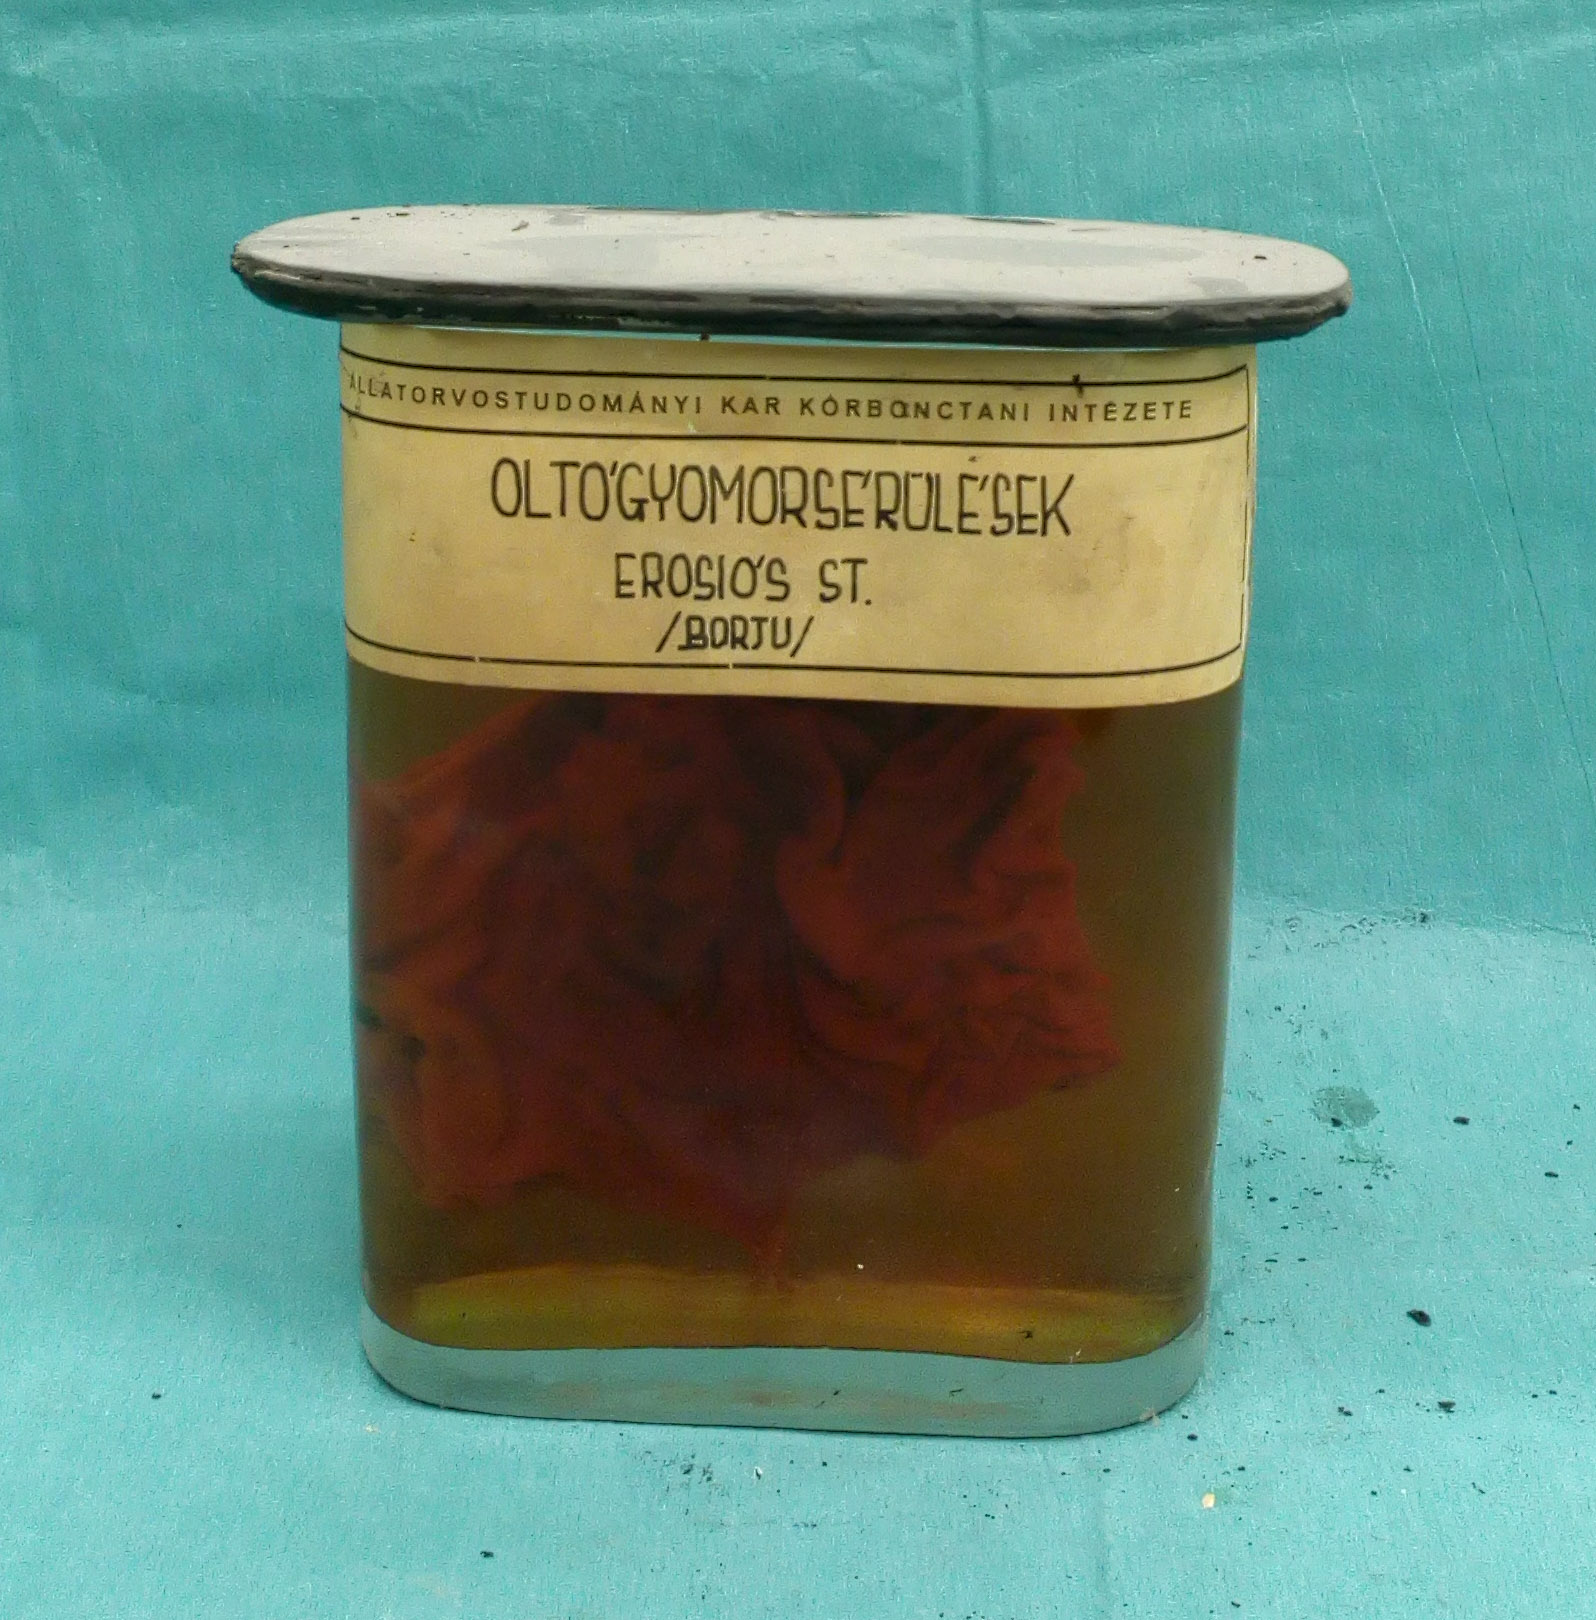 ÁLLATORVOSTUDOMÁNYI KAR KÓRBONCTANI INTÉZETE
OLTÓGYOMORSÉRÜLÉSEK
EROSIÓS ST.
/BORJU/